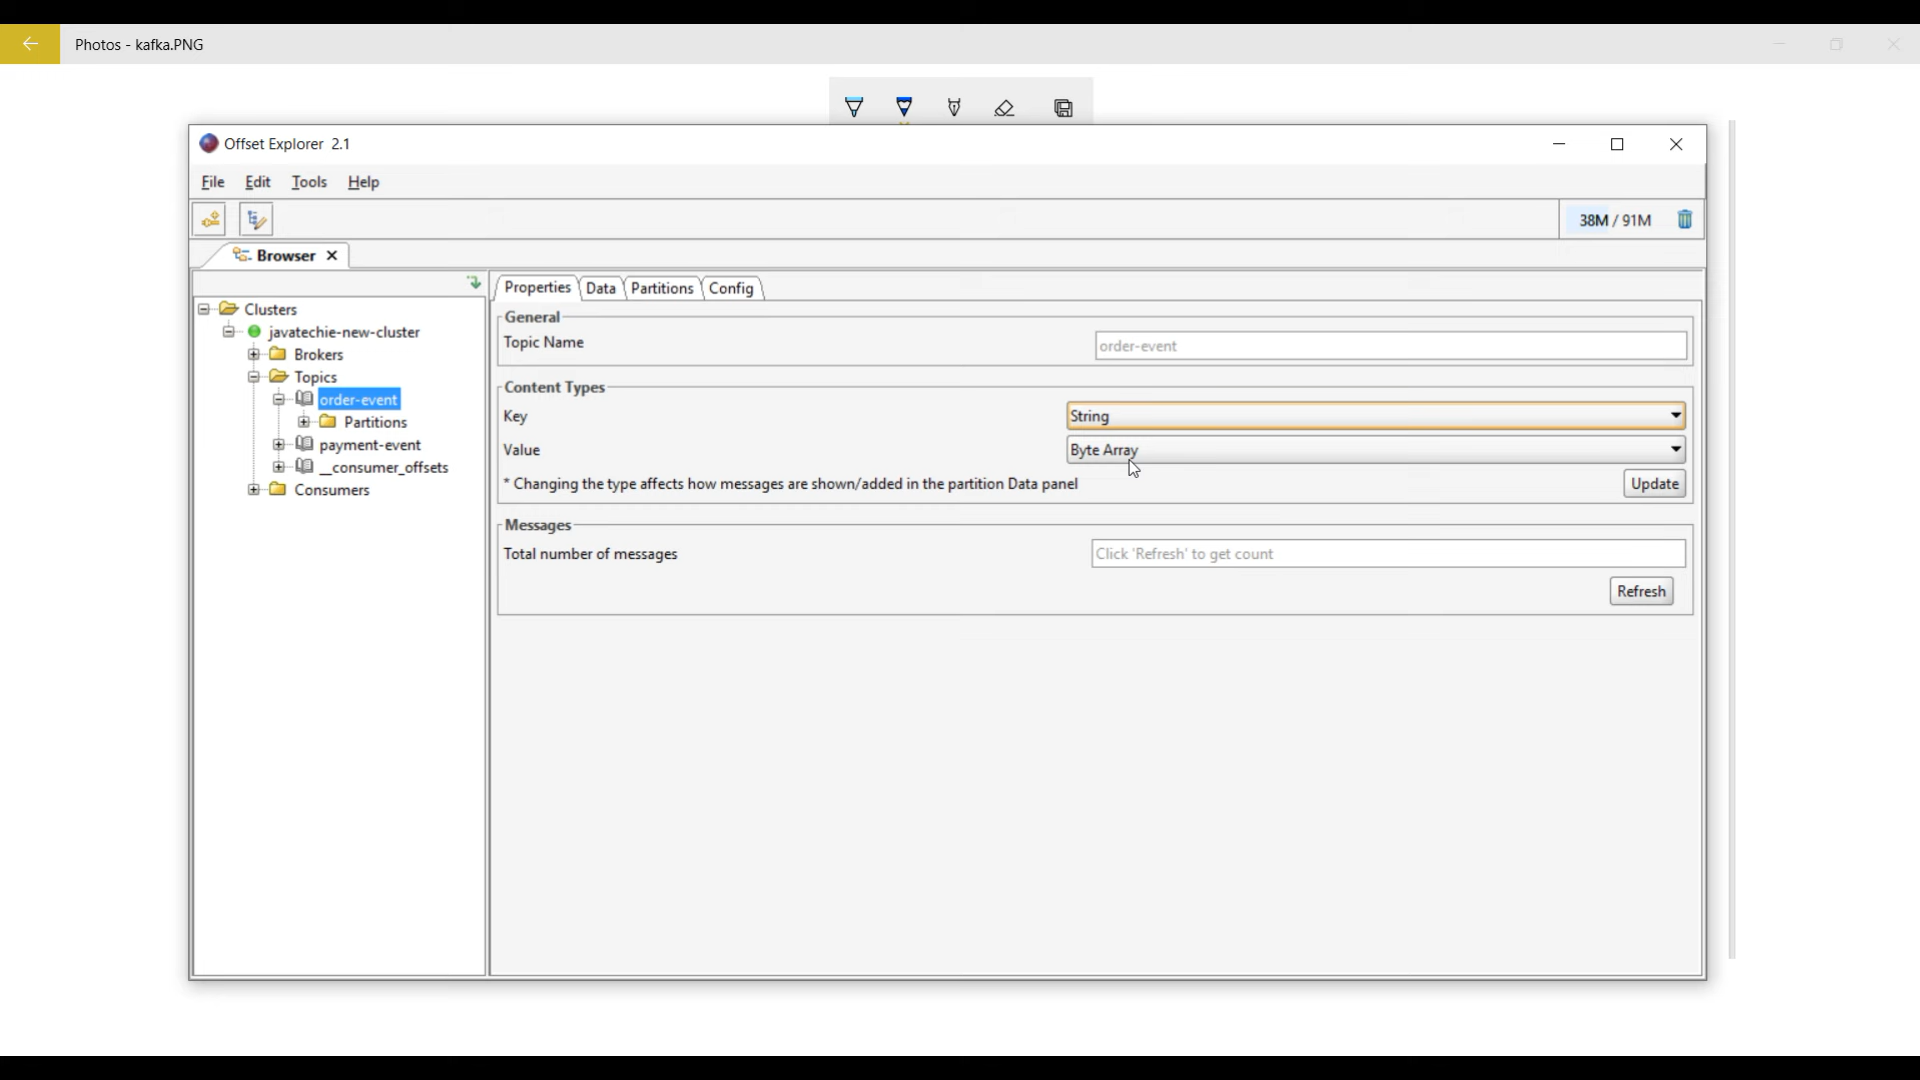 Photos - kafka.PNG
Offset Explorer 2.1
File Edit Tools Help
38M / 91M
Browser
Properties Data Partitions Config
Clusters
javatechie-new-cluster
Brokers
Topics
order-event
Partitions
payment-event
__consumer_offsets
Consumers
General
Topic Name order-event
Content Types
Key String
Value Byte Array
* Changing the type affects how messages are shown/added in the partition Data panel Update
Messages
Total number of messages Click 'Refresh' to get count
Refresh